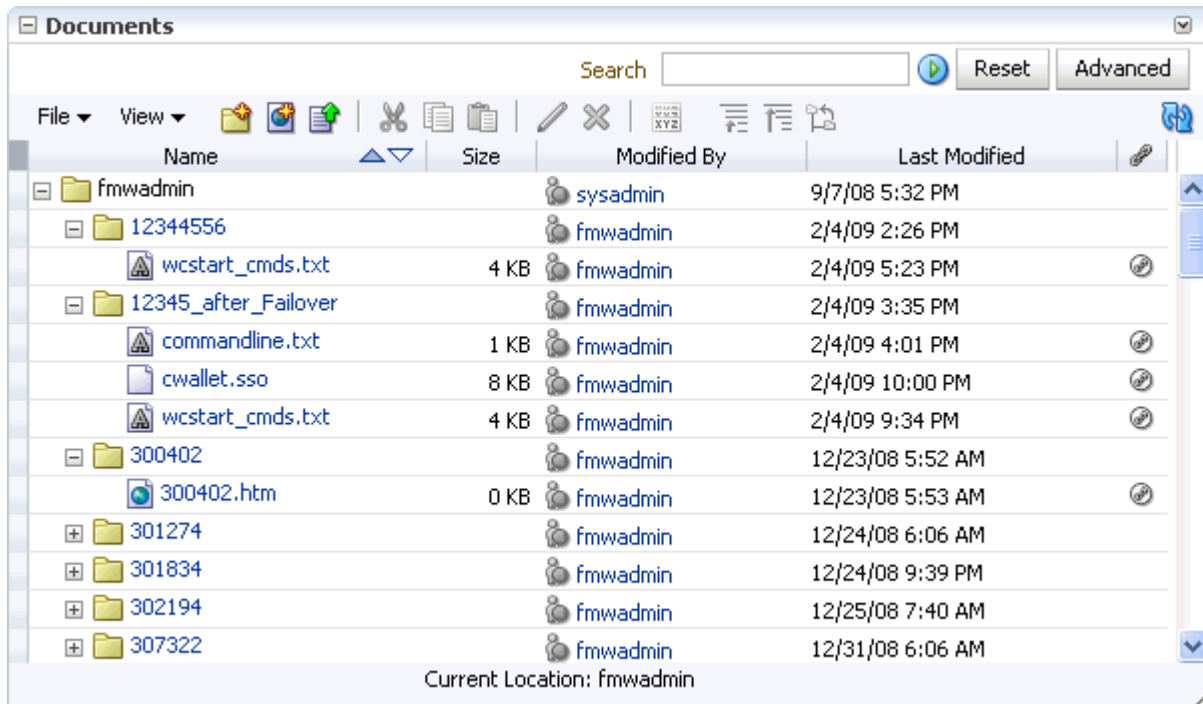 Documents
Search Reset Advanced
File View
Name Size Modified By Last Modified
fmwadmin sysadmin 9/7/08 5:32 PM
12344556 fmwadmin 2/4/09 2:26 PM
wcstart_cmds.txt 4 KB fmwadmin 2/4/09 5:23 PM
12345_after_Failover fmwadmin 2/4/09 3:35 PM
commandline.txt 1 KB fmwadmin 2/4/09 4:01 PM
cwallet.sso 8 KB fmwadmin 2/4/09 10:00 PM
wcstart_cmds.txt 4 KB fmwadmin 2/4/09 9:34 PM
300402 fmwadmin 12/23/08 5:52 AM
300402.htm 0 KB fmwadmin 12/23/08 5:53 AM
301274 fmwadmin 12/24/08 6:06 AM
301834 fmwadmin 12/24/08 9:39 PM
302194 fmwadmin 12/25/08 7:40 AM
307322 fmwadmin 12/31/08 6:06 AM
Current Location: fmwadmin